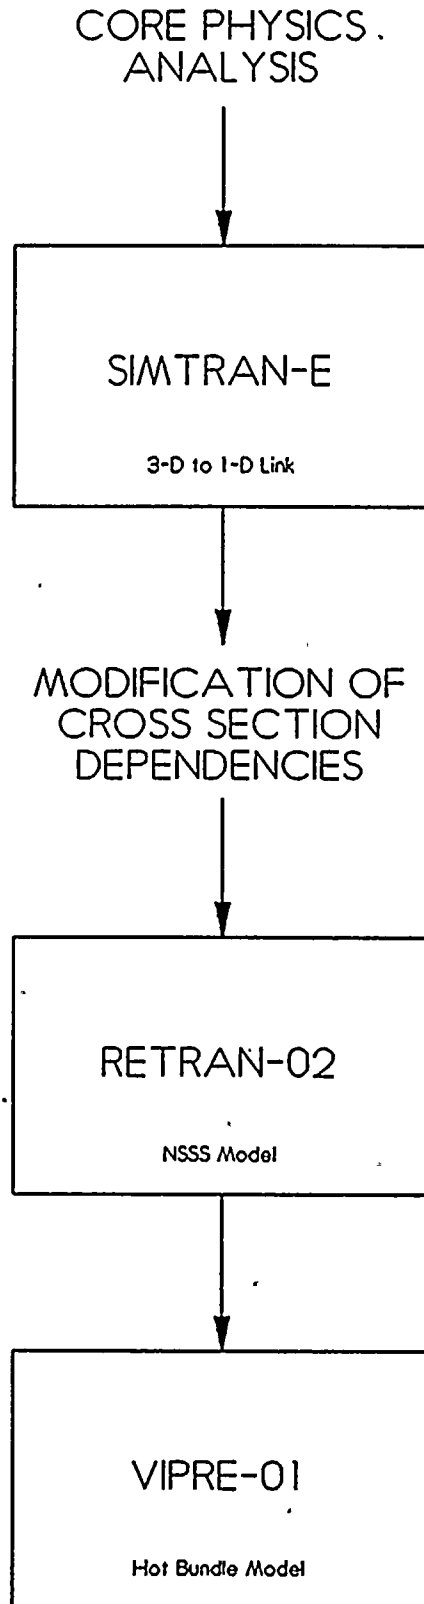 CORE PHYSICS
ANALYSIS
SIMTRAN-E
3-D to 1-D Link
MODIFICATION OF
CROSS SECTION
DEPENDENCIES
RETRAN-02
NSSS Model
VIPRE-01
Hot Bundle Model